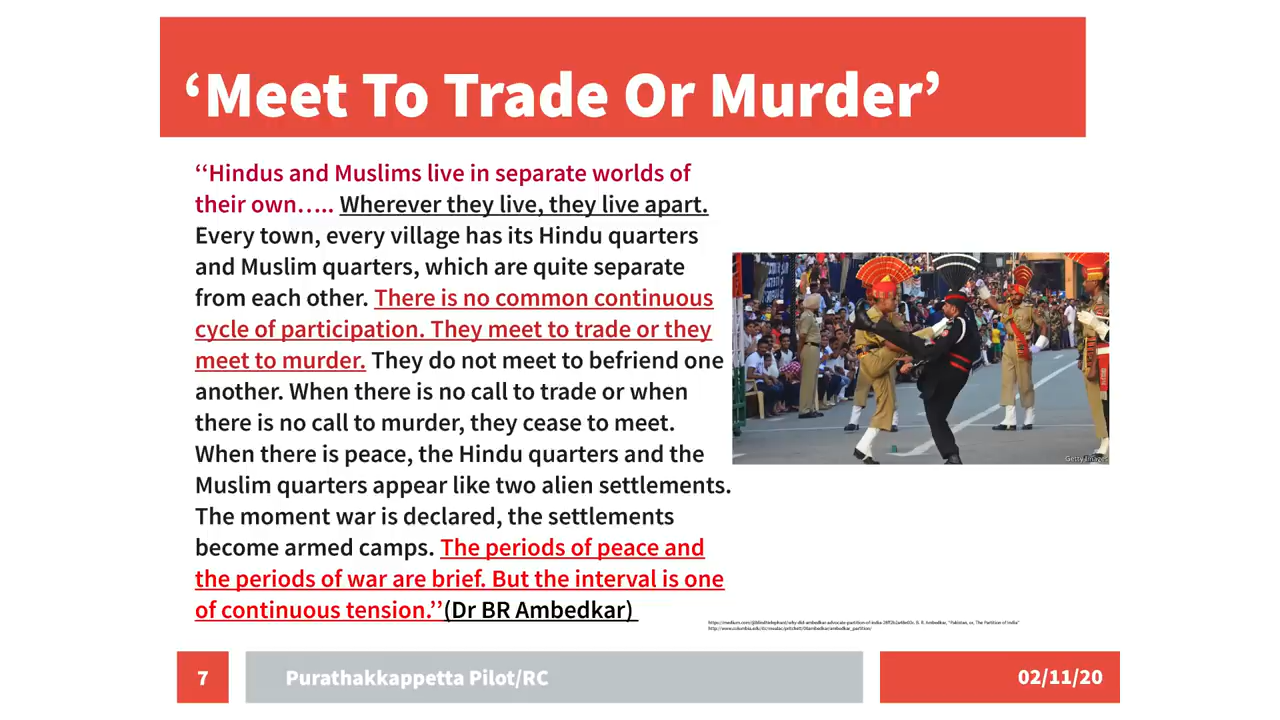 ‘Meet To Trade Or Murder’
‘‘Hindus and Muslims live in separate worlds of
their own….. Wherever they live, they live apart.
Every town, every village has its Hindu quarters
and Muslim quarters, which are quite separate
from each other. There is no common continuous
cycle of participation. They meet to trade or they
meet to murder. They do not meet to befriend one
another. When there is no call to trade or when
there is no call to murder, they cease to meet.
When there is peace, the Hindu quarters and the
Muslim quarters appear like two alien settlements.
The moment war is declared, the settlements
become armed camps. The periods of peace and
the periods of war are brief. But the interval is one
of continuous tension.’’(Dr BR Ambedkar)
Getty Images
B. R. Ambedkar, "Pakistan, or, The Partition of India"
7
Purathakkappetta Pilot/RC
02/11/20